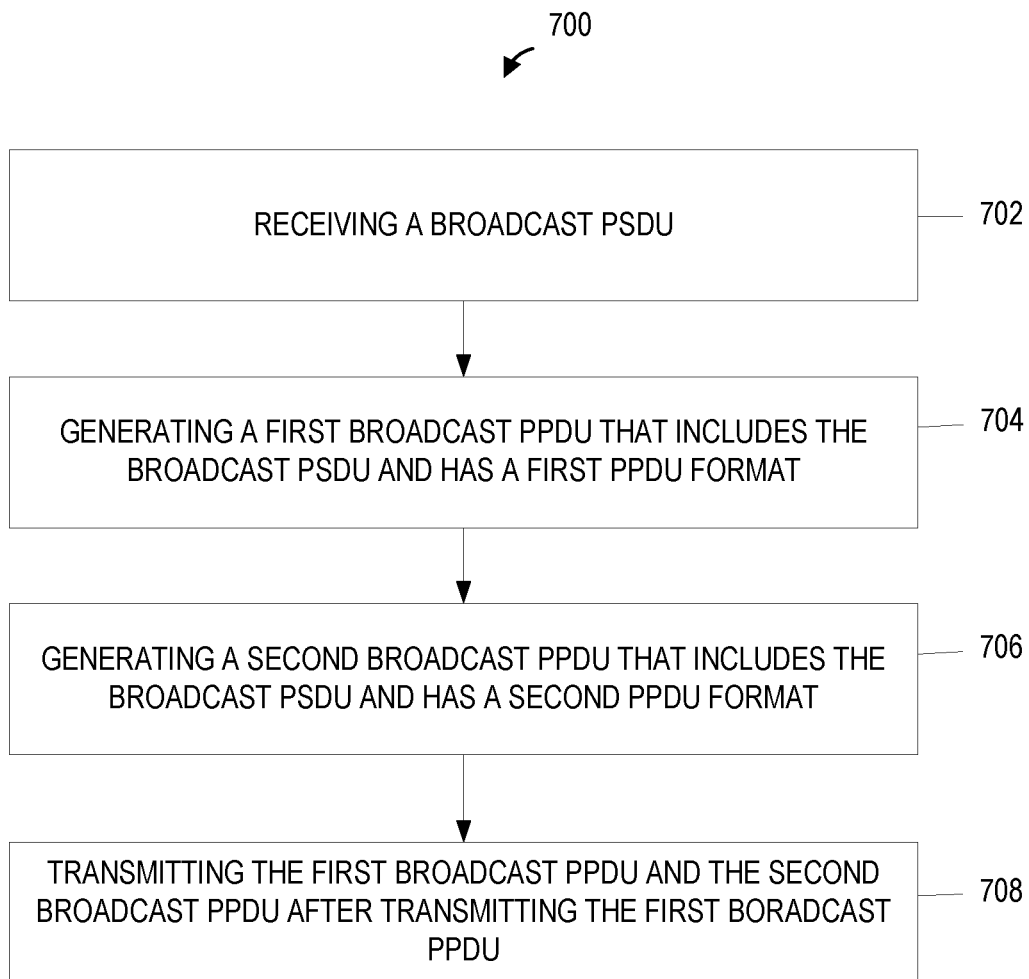 700
RECEIVING A BROADCAST PSDU
702
GENERATING A FIRST BROADCAST PPDU THAT INCLUDES THE
BROADCAST PSDU AND HAS A FIRST PPDU FORMAT
704
GENERATING A SECOND BROADCAST PPDU THAT INCLUDES THE
BROADCAST PSDU AND HAS A SECOND PPDU FORMAT
706
TRANSMITTING THE FIRST BROADCAST PPDU AND THE SECOND
BROADCAST PPDU AFTER TRANSMITTING THE FIRST BORADCAST
PPDU
708